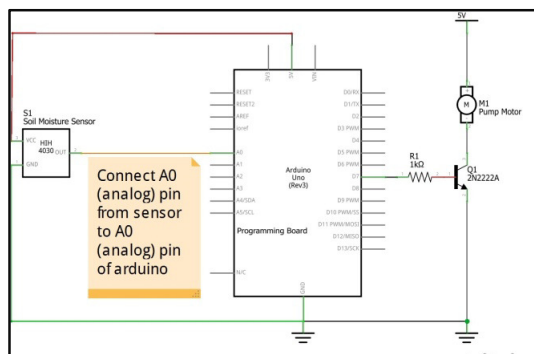 5V
3V3
5V
VIN
RESET
RESET2
AREF
ioref
A0
A1
A2
A3
A4/SDA
A5/SCL
N/C
D0/RX
D1/TX
D2
D3 PWM
D4
D5 PWM
D6 PWM
D7
D8
D9 PWM
D10 PWM/SS
D11 PWM/MOSI
D12/MISO
D13/SCK
Arduino
Uno
(Rev3)
Programming Board
GND
S1
Soil Moisture Sensor
VCC
HIH
4030
OUT
GND
Connect A0
(analog) pin
from sensor
to A0
(analog) pin
of arduino
R1
1kΩ
M
M1
Pump Motor
Q1
2N2222A